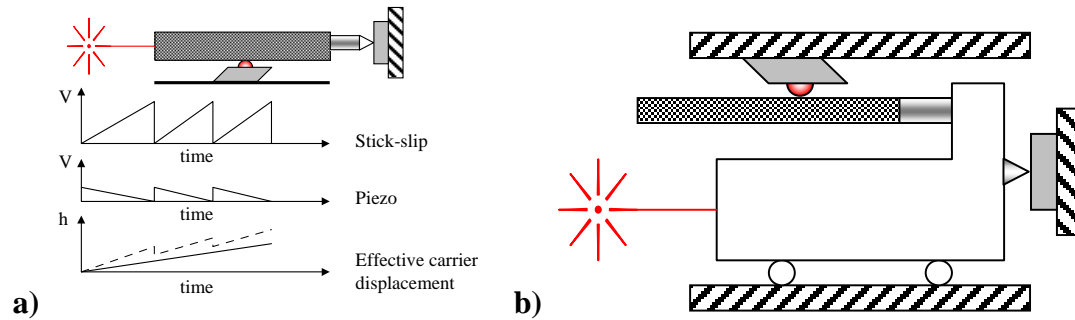 a)
V
time
Stick-slip
V
time
Piezo
h
time
Effective carrier
displacement
b)